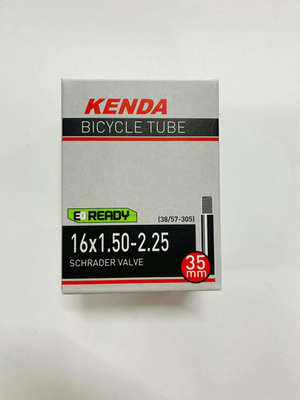 KENDA
BICYCLE TUBE
READY
(38/57-305)
16x1.50-2.25
SCHRADER VALVE
35
mm